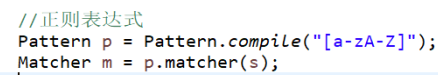 //正则表达式
Pattern p = Pattern.compile("[a-zA-Z]");
Matcher m = p.matcher(s);